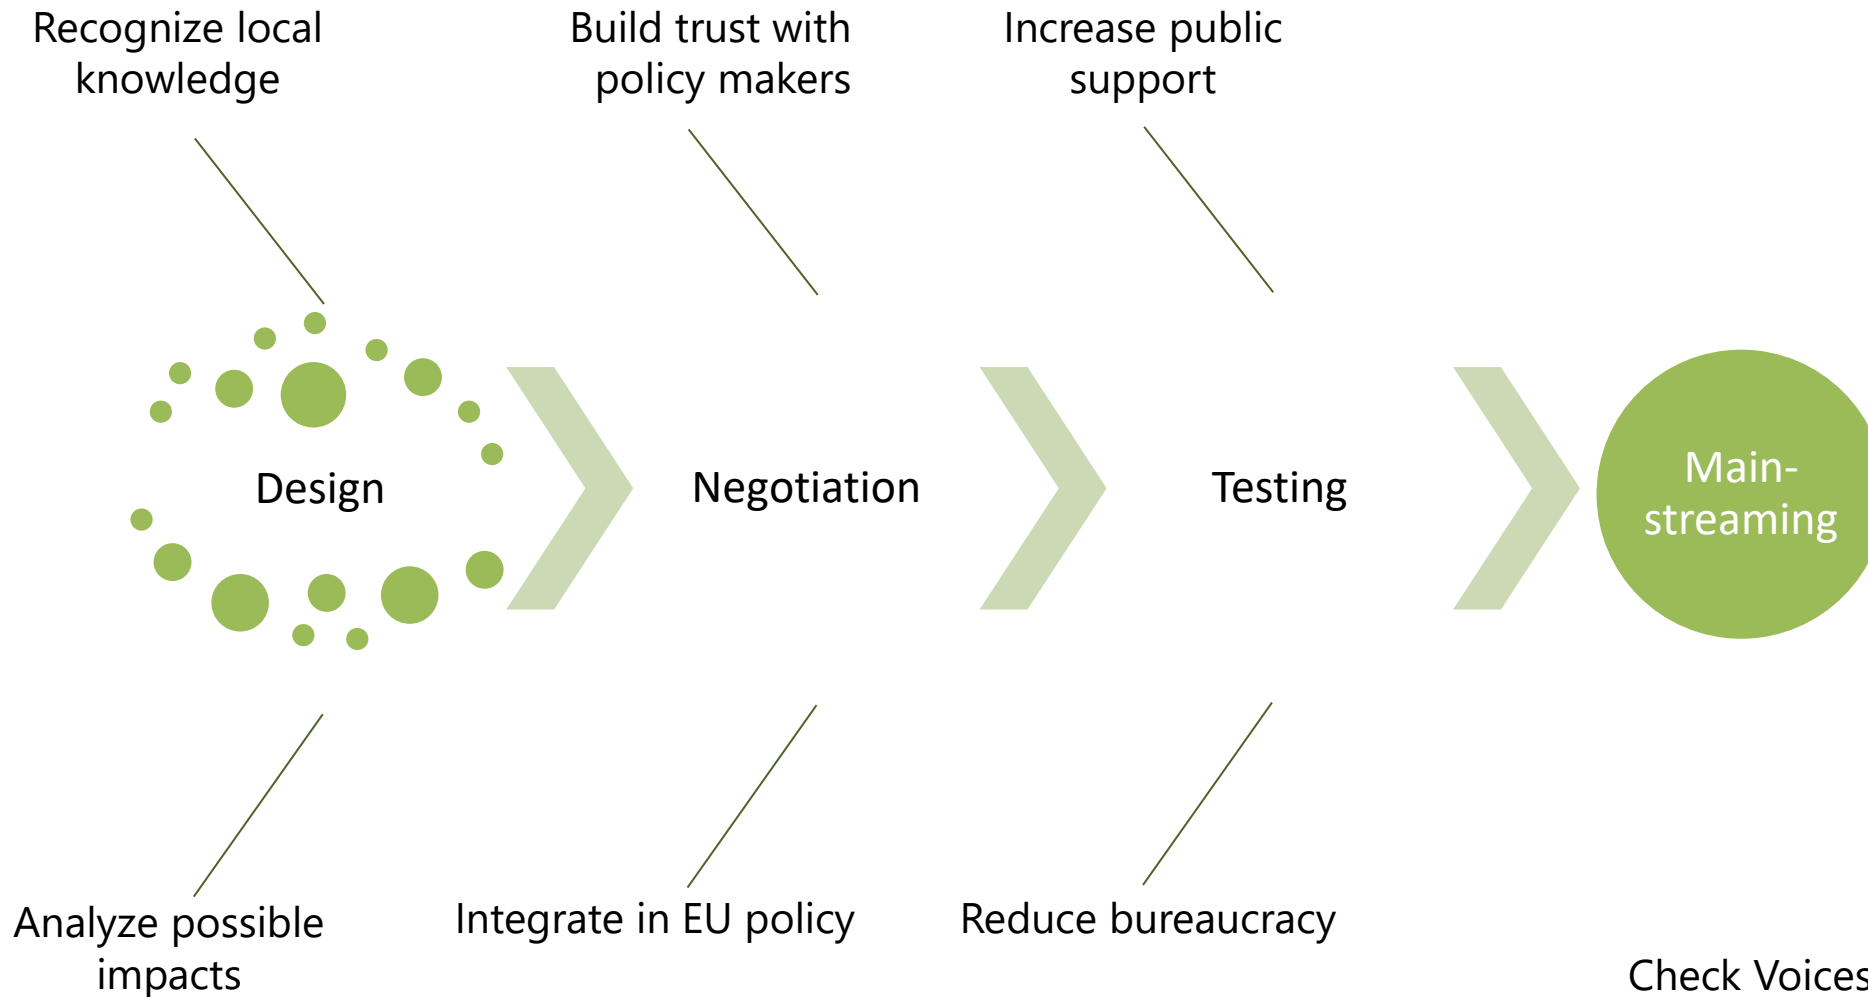 Recognize local
knowledge
Build trust with
policy makers
Increase public
support
Design
Negotiation
Testing
Main-
streaming
Analyze possible
impacts
Integrate in EU policy
Reduce bureaucracy
Check Voices